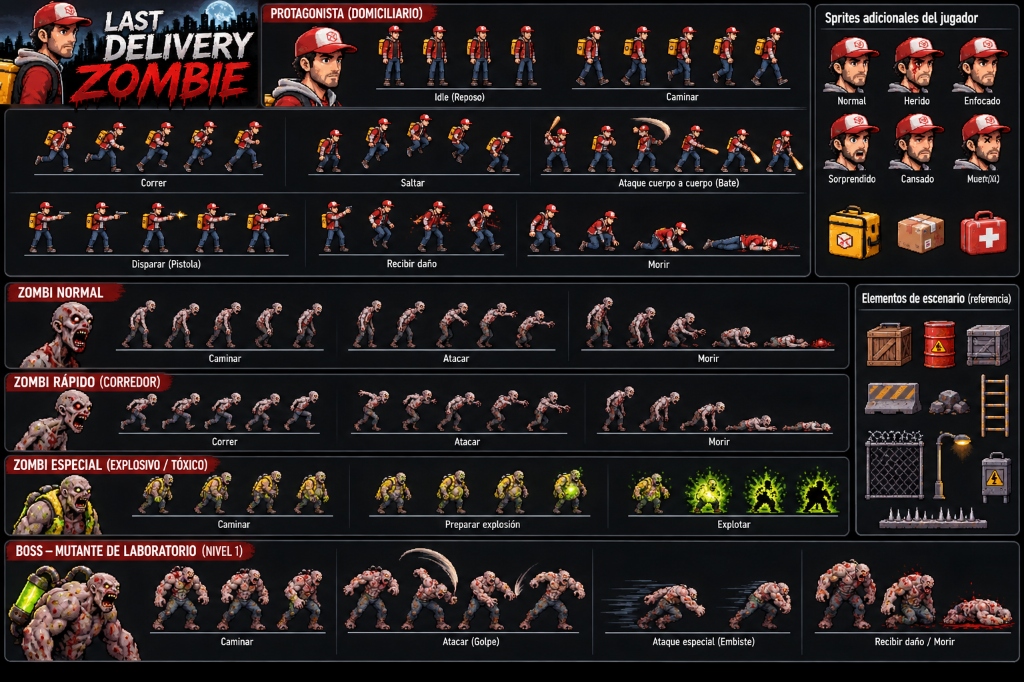 LAST
DELIVERY
ZOMBIE
PROTAGONISTA (DOMICILIARIO)
Idle (Reposo)
Caminar
Correr
Saltar
Ataque cuerpo a cuerpo (Bate)
Disparar (Pistola)
Recibir daño
Morir
Sprites adicionales del jugador
Normal
Herido
Enfocado
Sorprendido
Cansado
ZOMBI NORMAL
Caminar
Atacar
Morir
ZOMBI RÁPIDO (CORREDOR)
Correr
Atacar
Morir
ZOMBI ESPECIAL (EXPLOSIVO / TÓXICO)
Caminar
Preparar explosión
Explotar
Elementos de escenario (referencia)
BOSS – MUTANTE DE LABORATORIO (NIVEL 1)
Caminar
Atacar (Golpe)
Ataque especial (Embiste)
Recibir daño / Morir